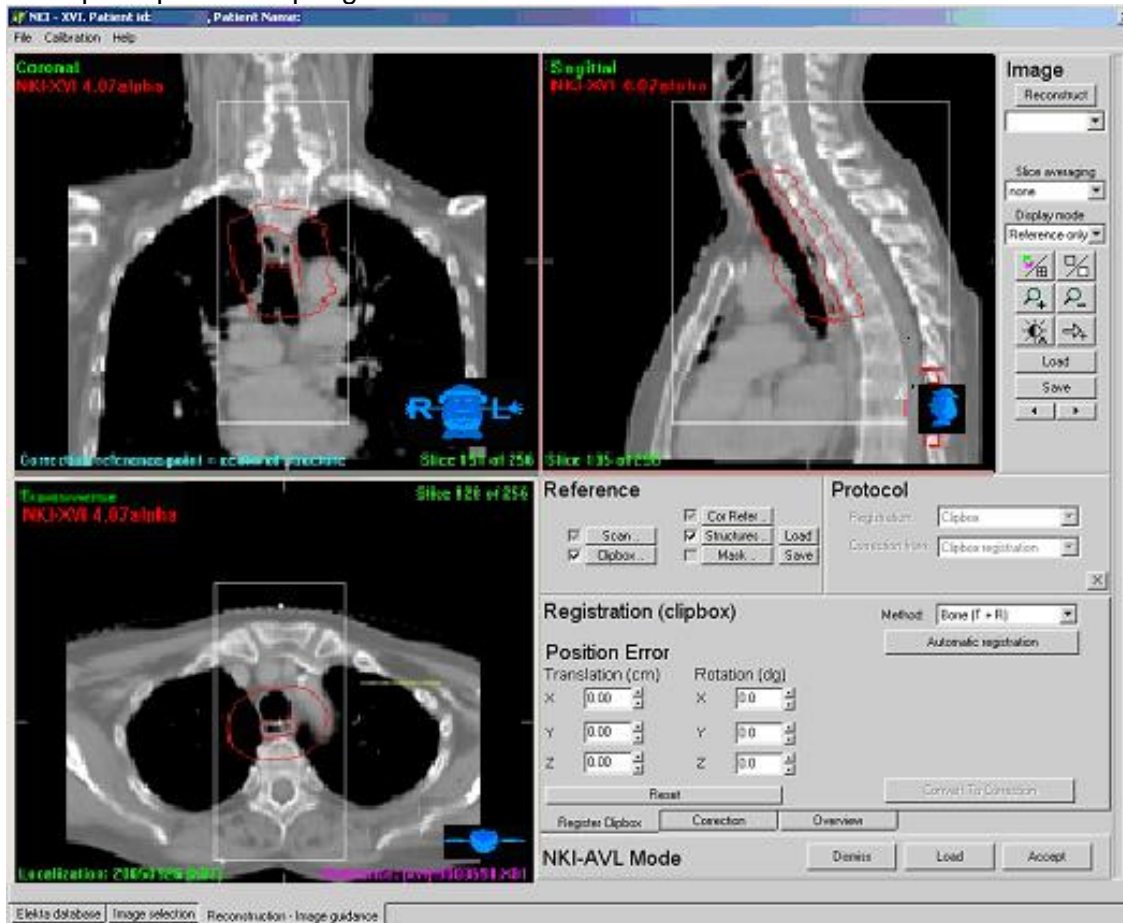 NKI - XVI. Patient id: , Patient Name:
File Calibration Help
Coronal
NKI-XVI 4.07alpha
R L
Slice 151 of 256
Sagittal
NKI-XVI 4.07alpha
Slice 135 of 256
Image
Reconstruct
Slice averaging
none
Display mode
Reference only
Load
Save
Transverse
NKI-XVI 4.07alpha
Slice 128 of 256
Reference
Scan...
Clipbox...
Cor Refer...
Structures...
Mask...
Load
Save
Protocol
Registration: Clipbox
Correction from: Clipbox registration
X
Registration (clipbox)
Method: Bone (T + R)
Automatic registration
Position Error
Translation (cm) Rotation (dg)
X 0.00 X 0.0
Y 0.00 Y 0.0
Z 0.00 Z 0.0
Reset
Convert To Correction
Register Clipbox Correction Overview
NKI-AVL Mode
Dismiss Load Accept
Elekta database Image selection Reconstruction - Image guidance